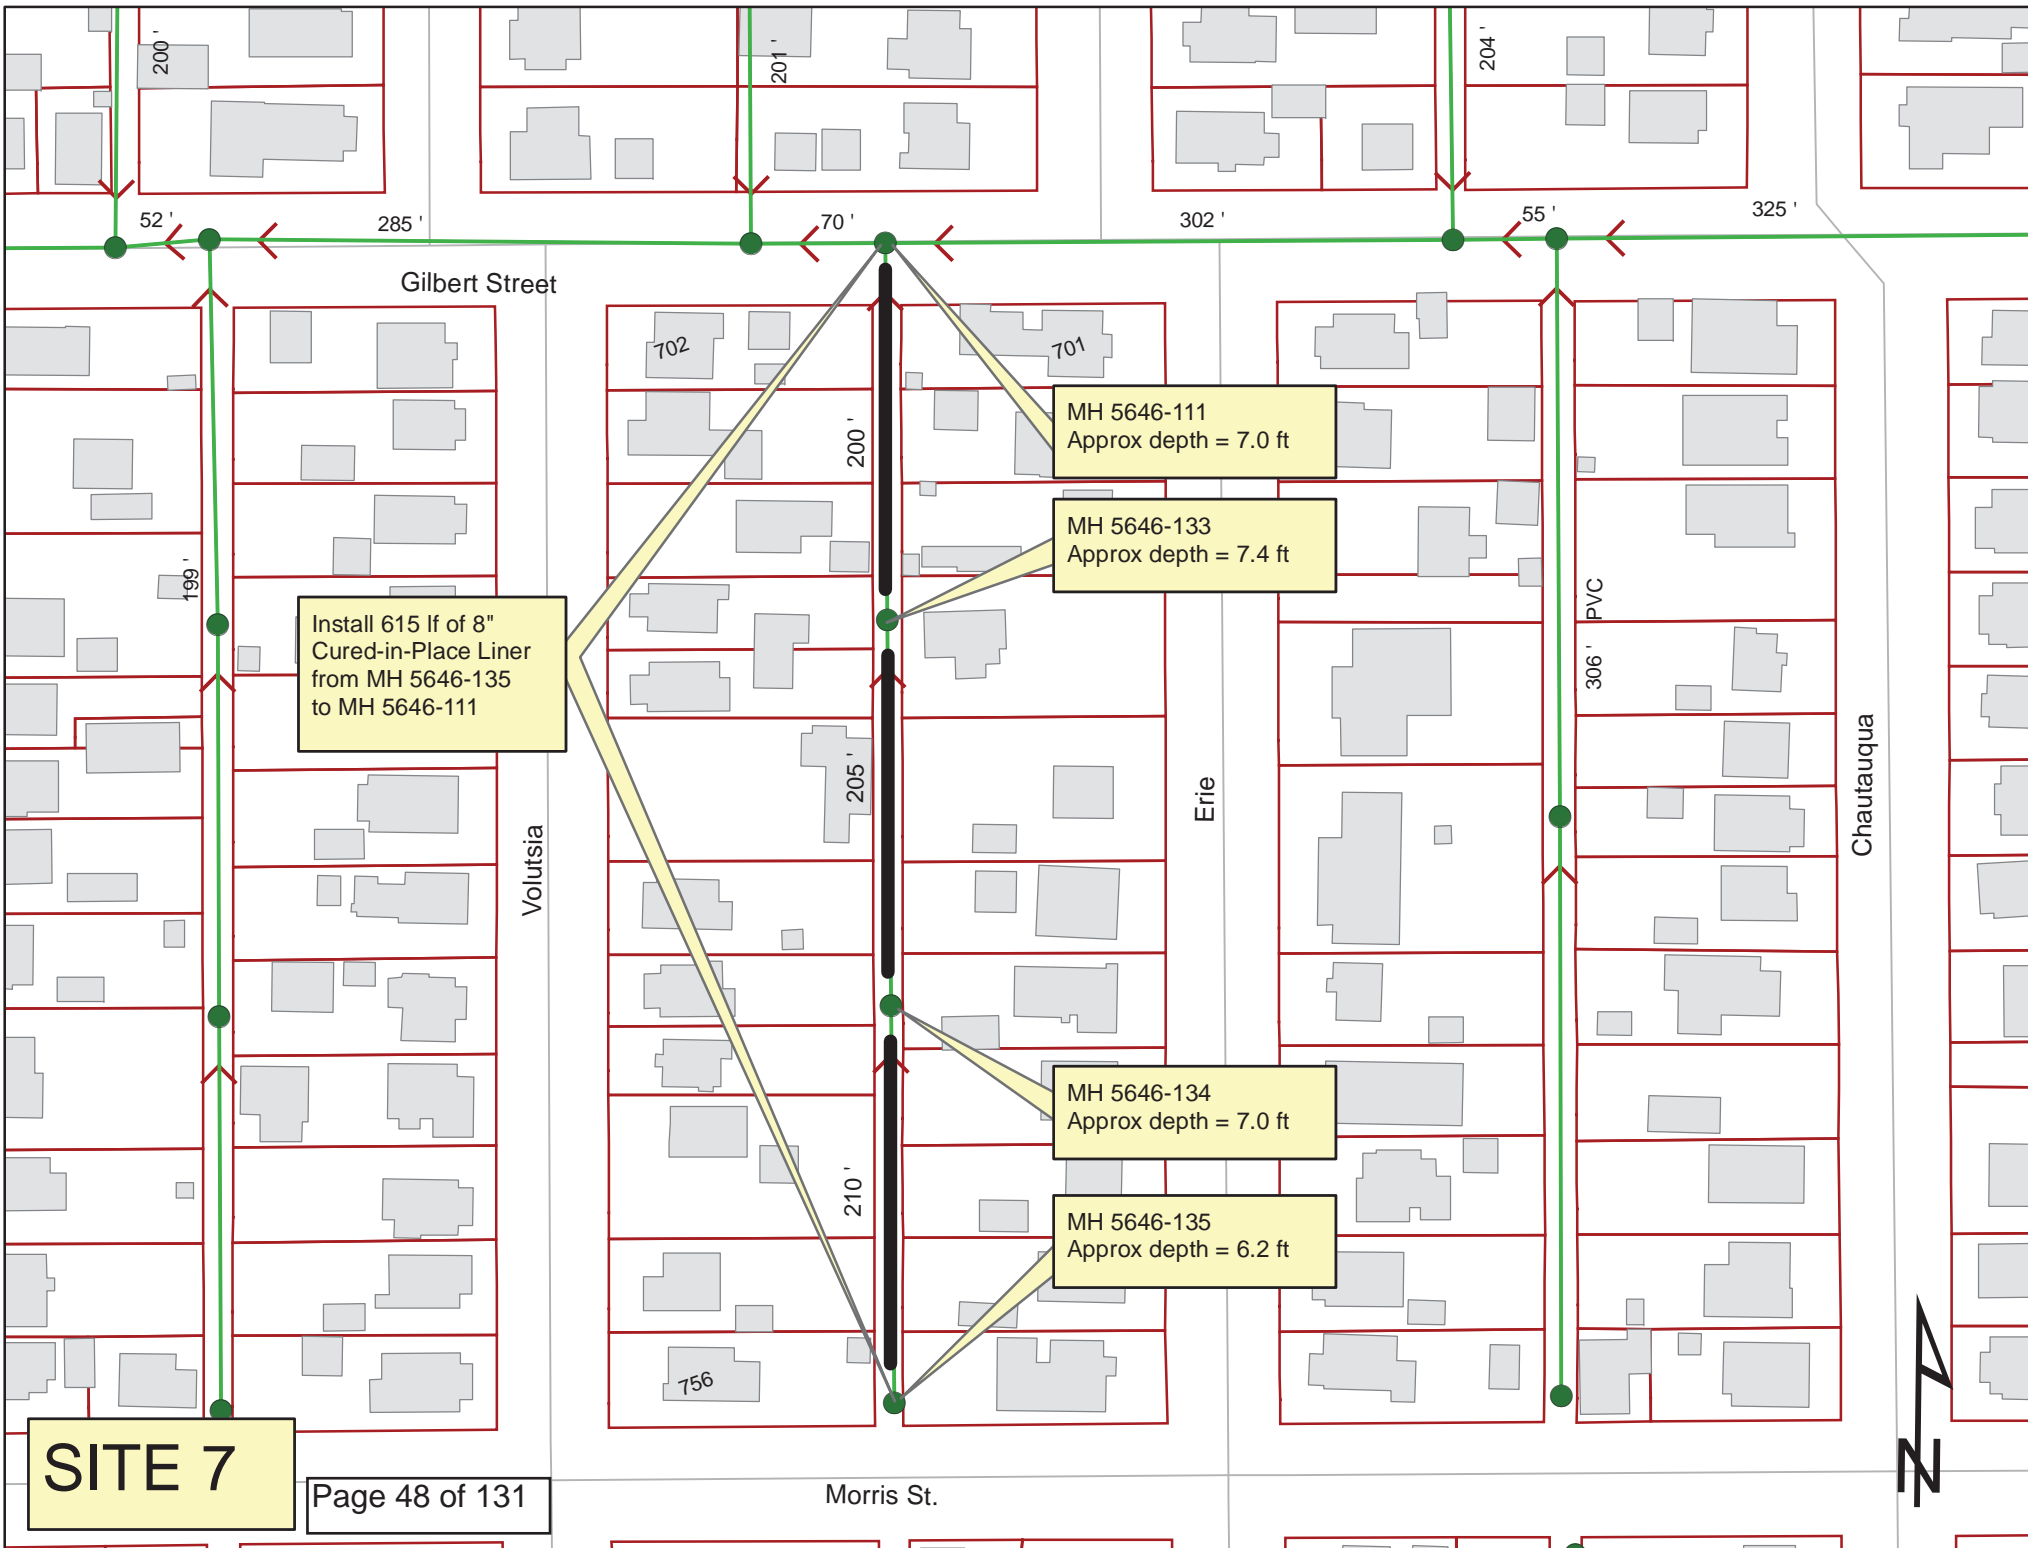 200 '
201 '
204 '
52 '
285 '
70 '
302 '
55 '
325 '
Gilbert Street
702
701
MH 5646-111
Approx depth = 7.0 ft
200 '
MH 5646-133
Approx depth = 7.4 ft
199 '
Install 615 lf of 8"
Cured-in-Place Liner
from MH 5646-135
to MH 5646-111
306 ' PVC
205 '
Volutsia
Erie
Chautauqua
MH 5646-134
Approx depth = 7.0 ft
210 '
MH 5646-135
Approx depth = 6.2 ft
756
SITE 7
Page 48 of 131
Morris St.
N